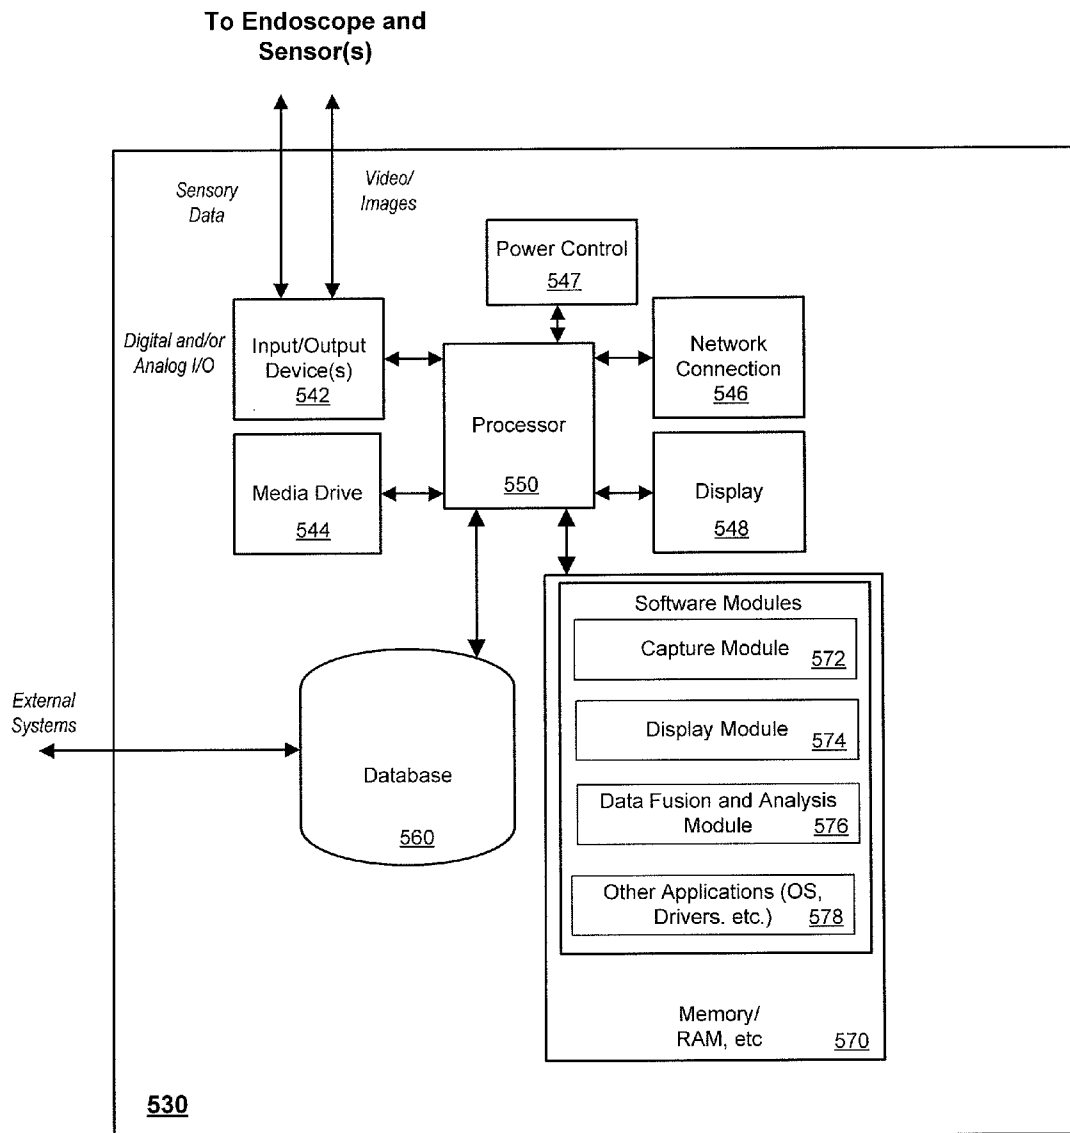 To Endoscope and
Sensor(s)
Sensory
Data
Video/
Images
Power Control
547
Digital and/or
Analog I/O
Input/Output
Device(s)
542
Network
Connection
546
Processor
550
Media Drive
544
Display
548
Software Modules
Capture Module
572
Display Module
574
Data Fusion and Analysis
Module 576
Other Applications (OS,
Drivers. etc.) 578
External
Systems
Database
560
Memory/
RAM, etc 570
530